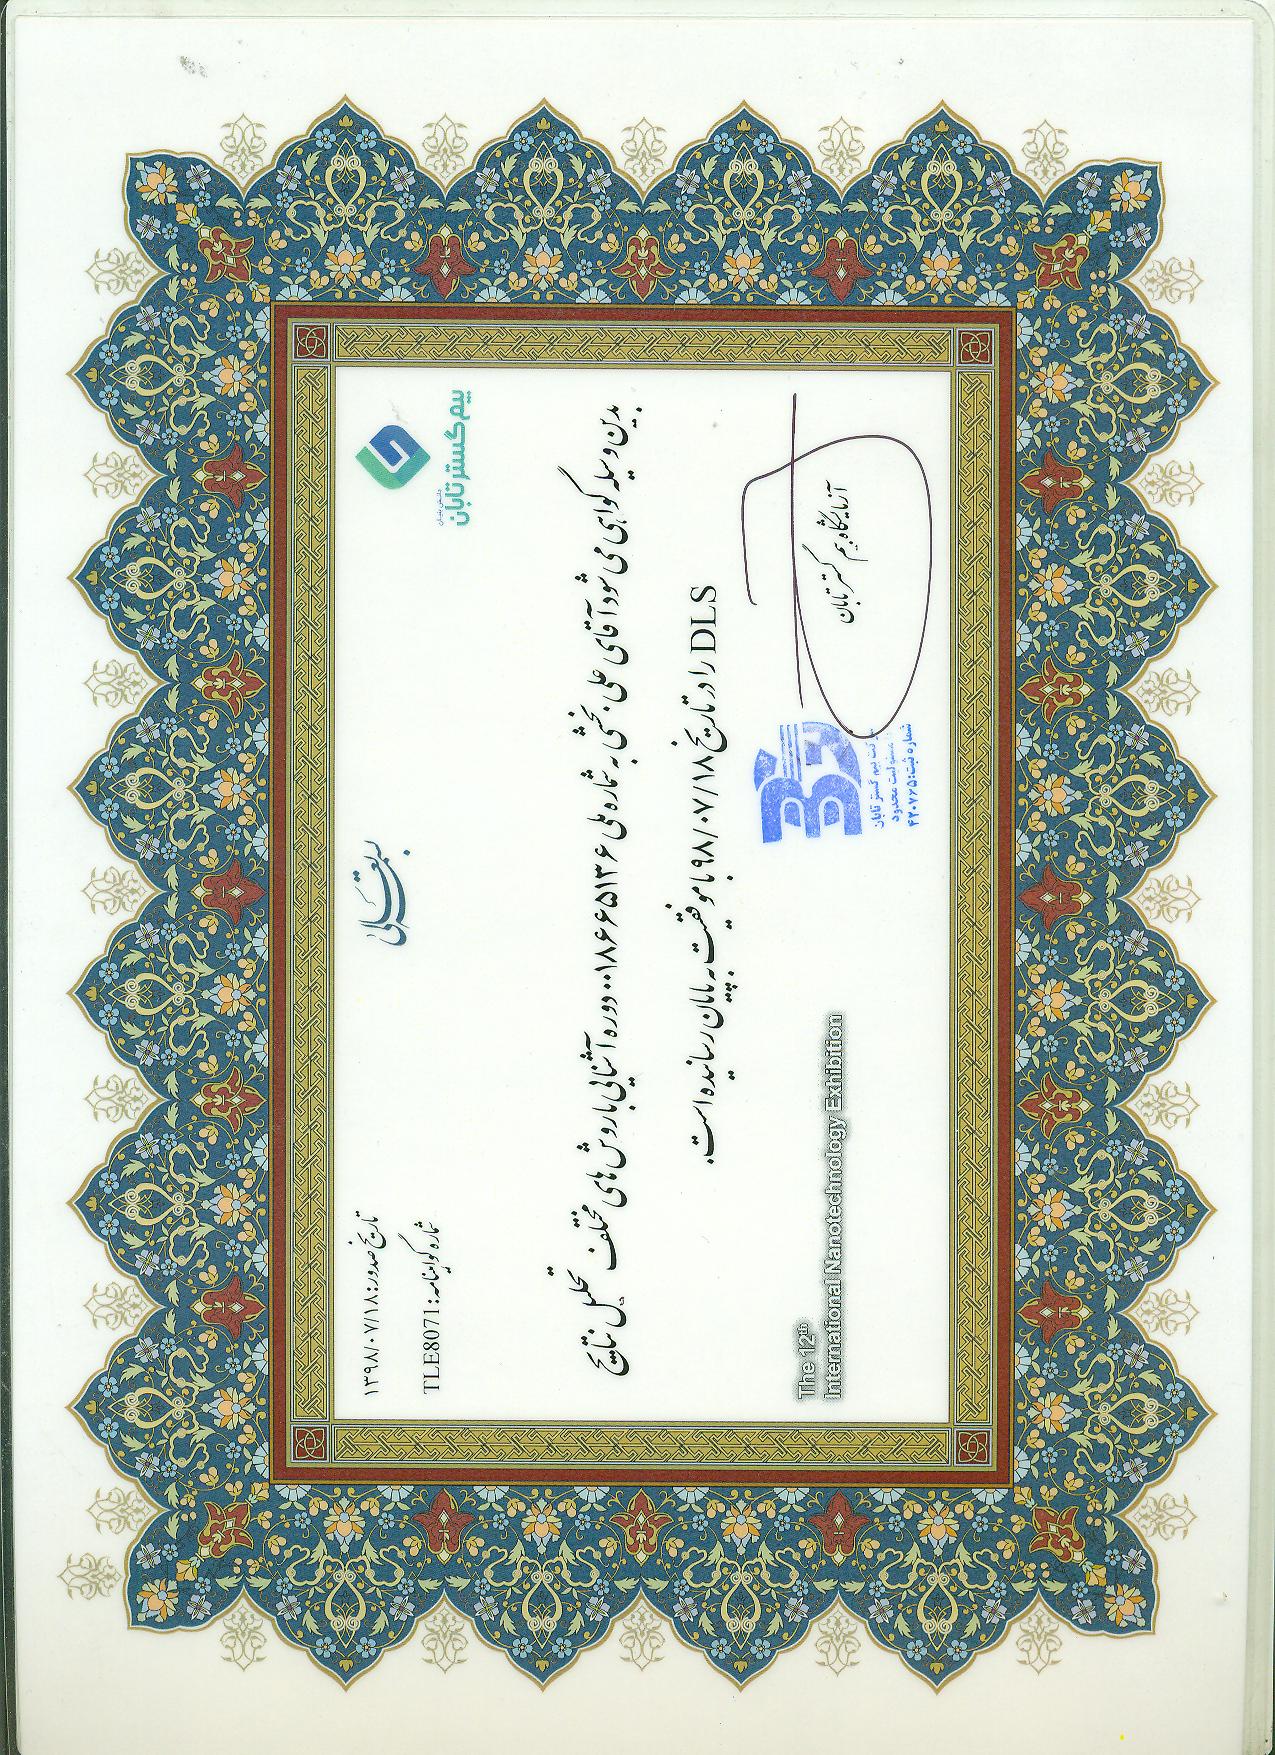 بسمه تعالی
تاریخ صدور: ۱۳۹۸/۰۷/۱۸
شماره گواهینامه: TLE8071
دانش بنیان
بیم گستر تابان
بدین وسیله گواهی می شود آقای علی بخشی به شماره ملی ۰۰۱۸۶۶۵۱۳۶ دوره آشنایی با روش های مختلف تحلیل نتایج
DLS را در تاریخ ۹۸/۰۷/۱۸ با موفقیت به پایان رسانیده است.
آزمایشگاه بیم گستر تابان
شرکت بیم گستر تابان
مسئولیت محدود
شماره ثبت: ۴۲۰۷۶۵
The 12th
International Nanotechnology Exhibition